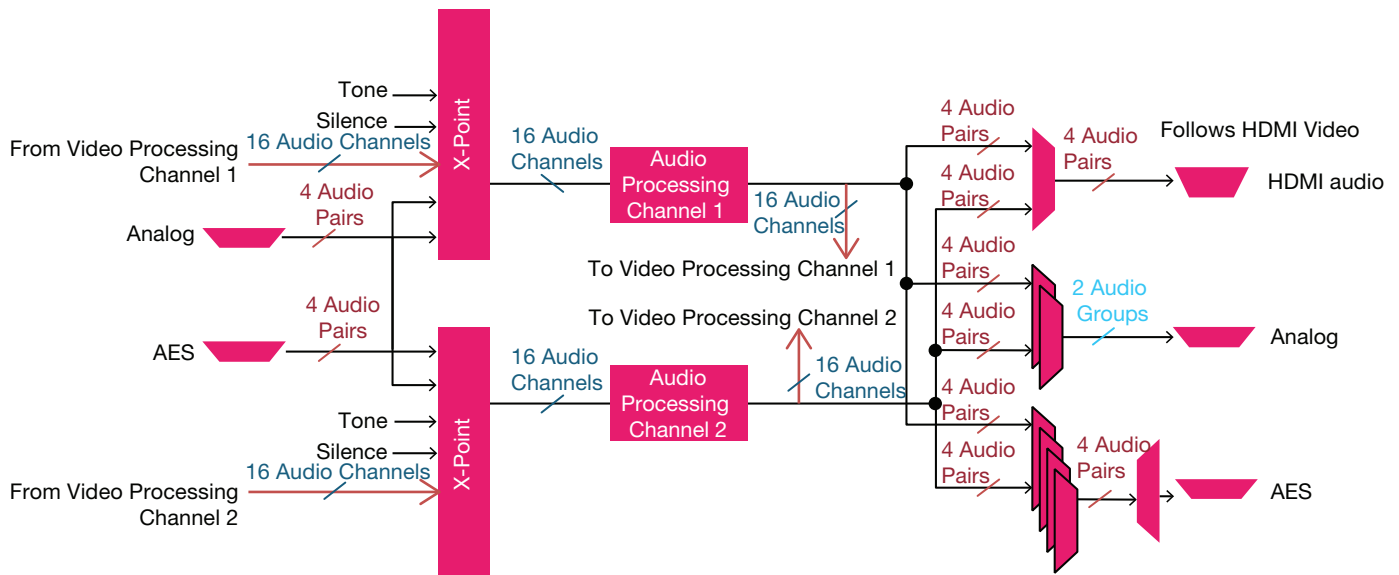 Tone
Silence
From Video Processing
Channel 1
16 Audio Channels
4 Audio
Pairs
Analog
X-Point
16 Audio
Channels
Audio
Processing
Channel 1
16 Audio
Channels
To Video Processing Channel 1
4 Audio
Pairs
4 Audio
Pairs
4 Audio
Pairs
Follows HDMI Video
HDMI audio
4 Audio
Pairs
4 Audio
Pairs
2 Audio
Groups
Analog
4 Audio
Pairs
AES
Tone
Silence
From Video Processing
Channel 2
16 Audio Channels
X-Point
16 Audio
Channels
Audio
Processing
Channel 2
To Video Processing Channel 2
16 Audio
Channels
4 Audio
Pairs
4 Audio
Pairs
4 Audio
Pairs
AES